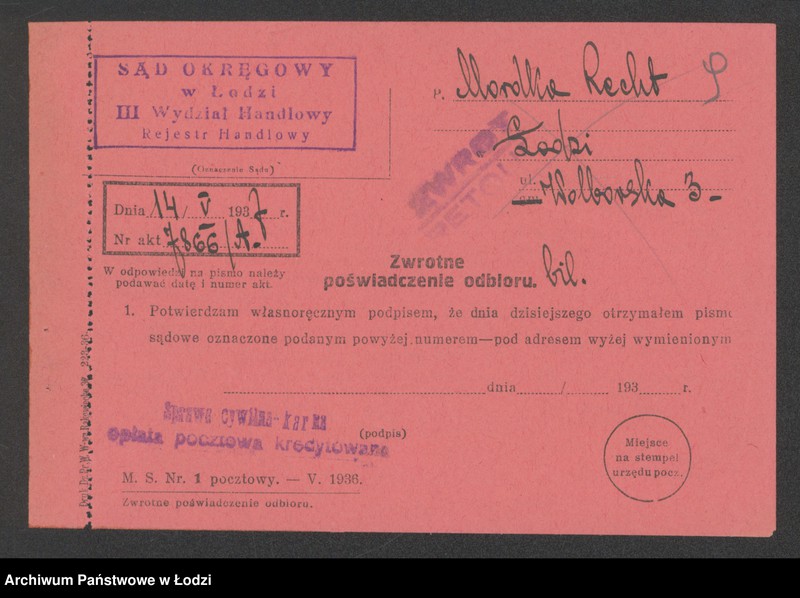 SĄD OKRĘGOWY
w Łodzi
III Wydział Handlowy
Rejestr Handlowy
(Oznaczenie Sądu)
P. Mordka Recht
Łodzi
ul. Wolborska 3-
ZWROT
Dnia 14 / V 1937 r.
Nr akt 7866/A.
W odpowiedzi na pismo należy
podawać datę i numer akt.
Zwrotne
poświadczenie odbioru. bil.
1. Potwierdzam własnoręcznym podpisem, że dnia dzisiejszego otrzymałem pismo
sądowe oznaczone podanym powyżej numerem—pod adresem wyżej wymienionym
dnia / 193 r.
Sprawa cywilna-karna
opłata pocztowa kredytowana
(podpis)
Miejsce
na stempel
urzędu pocz.
M. S. Nr. 1 pocztowy. — V. 1936.
Zwrotne poświadczenie odbioru.
Archiwum Państwowe w Łodzi